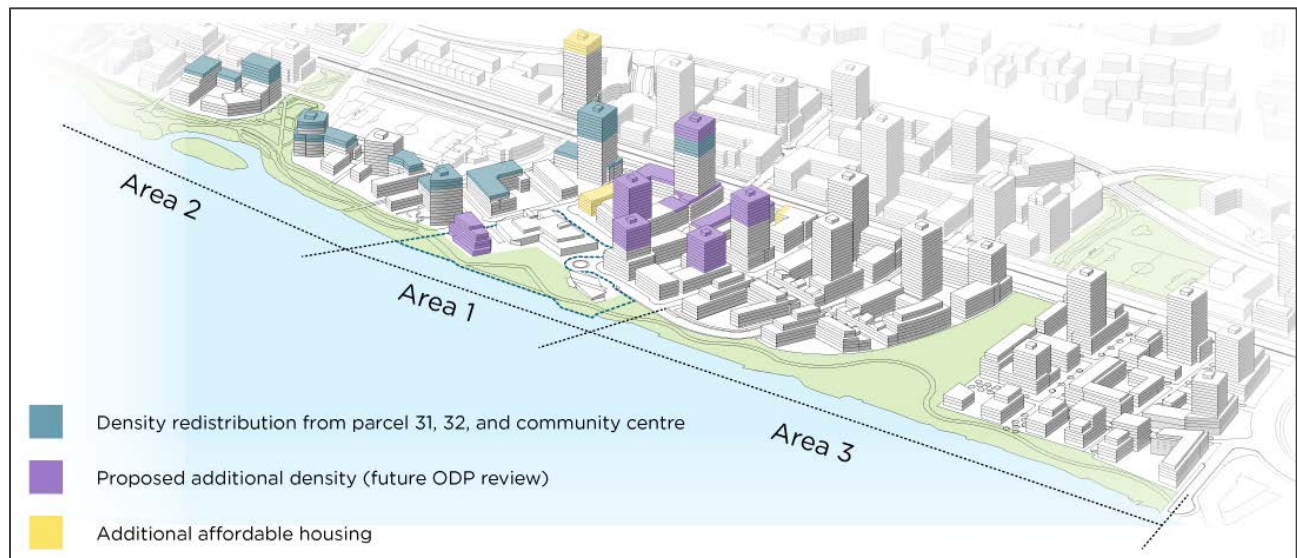 Area 2
Area 1
Area 3
Density redistribution from parcel 31, 32, and community centre
Proposed additional density (future ODP review)
Additional affordable housing